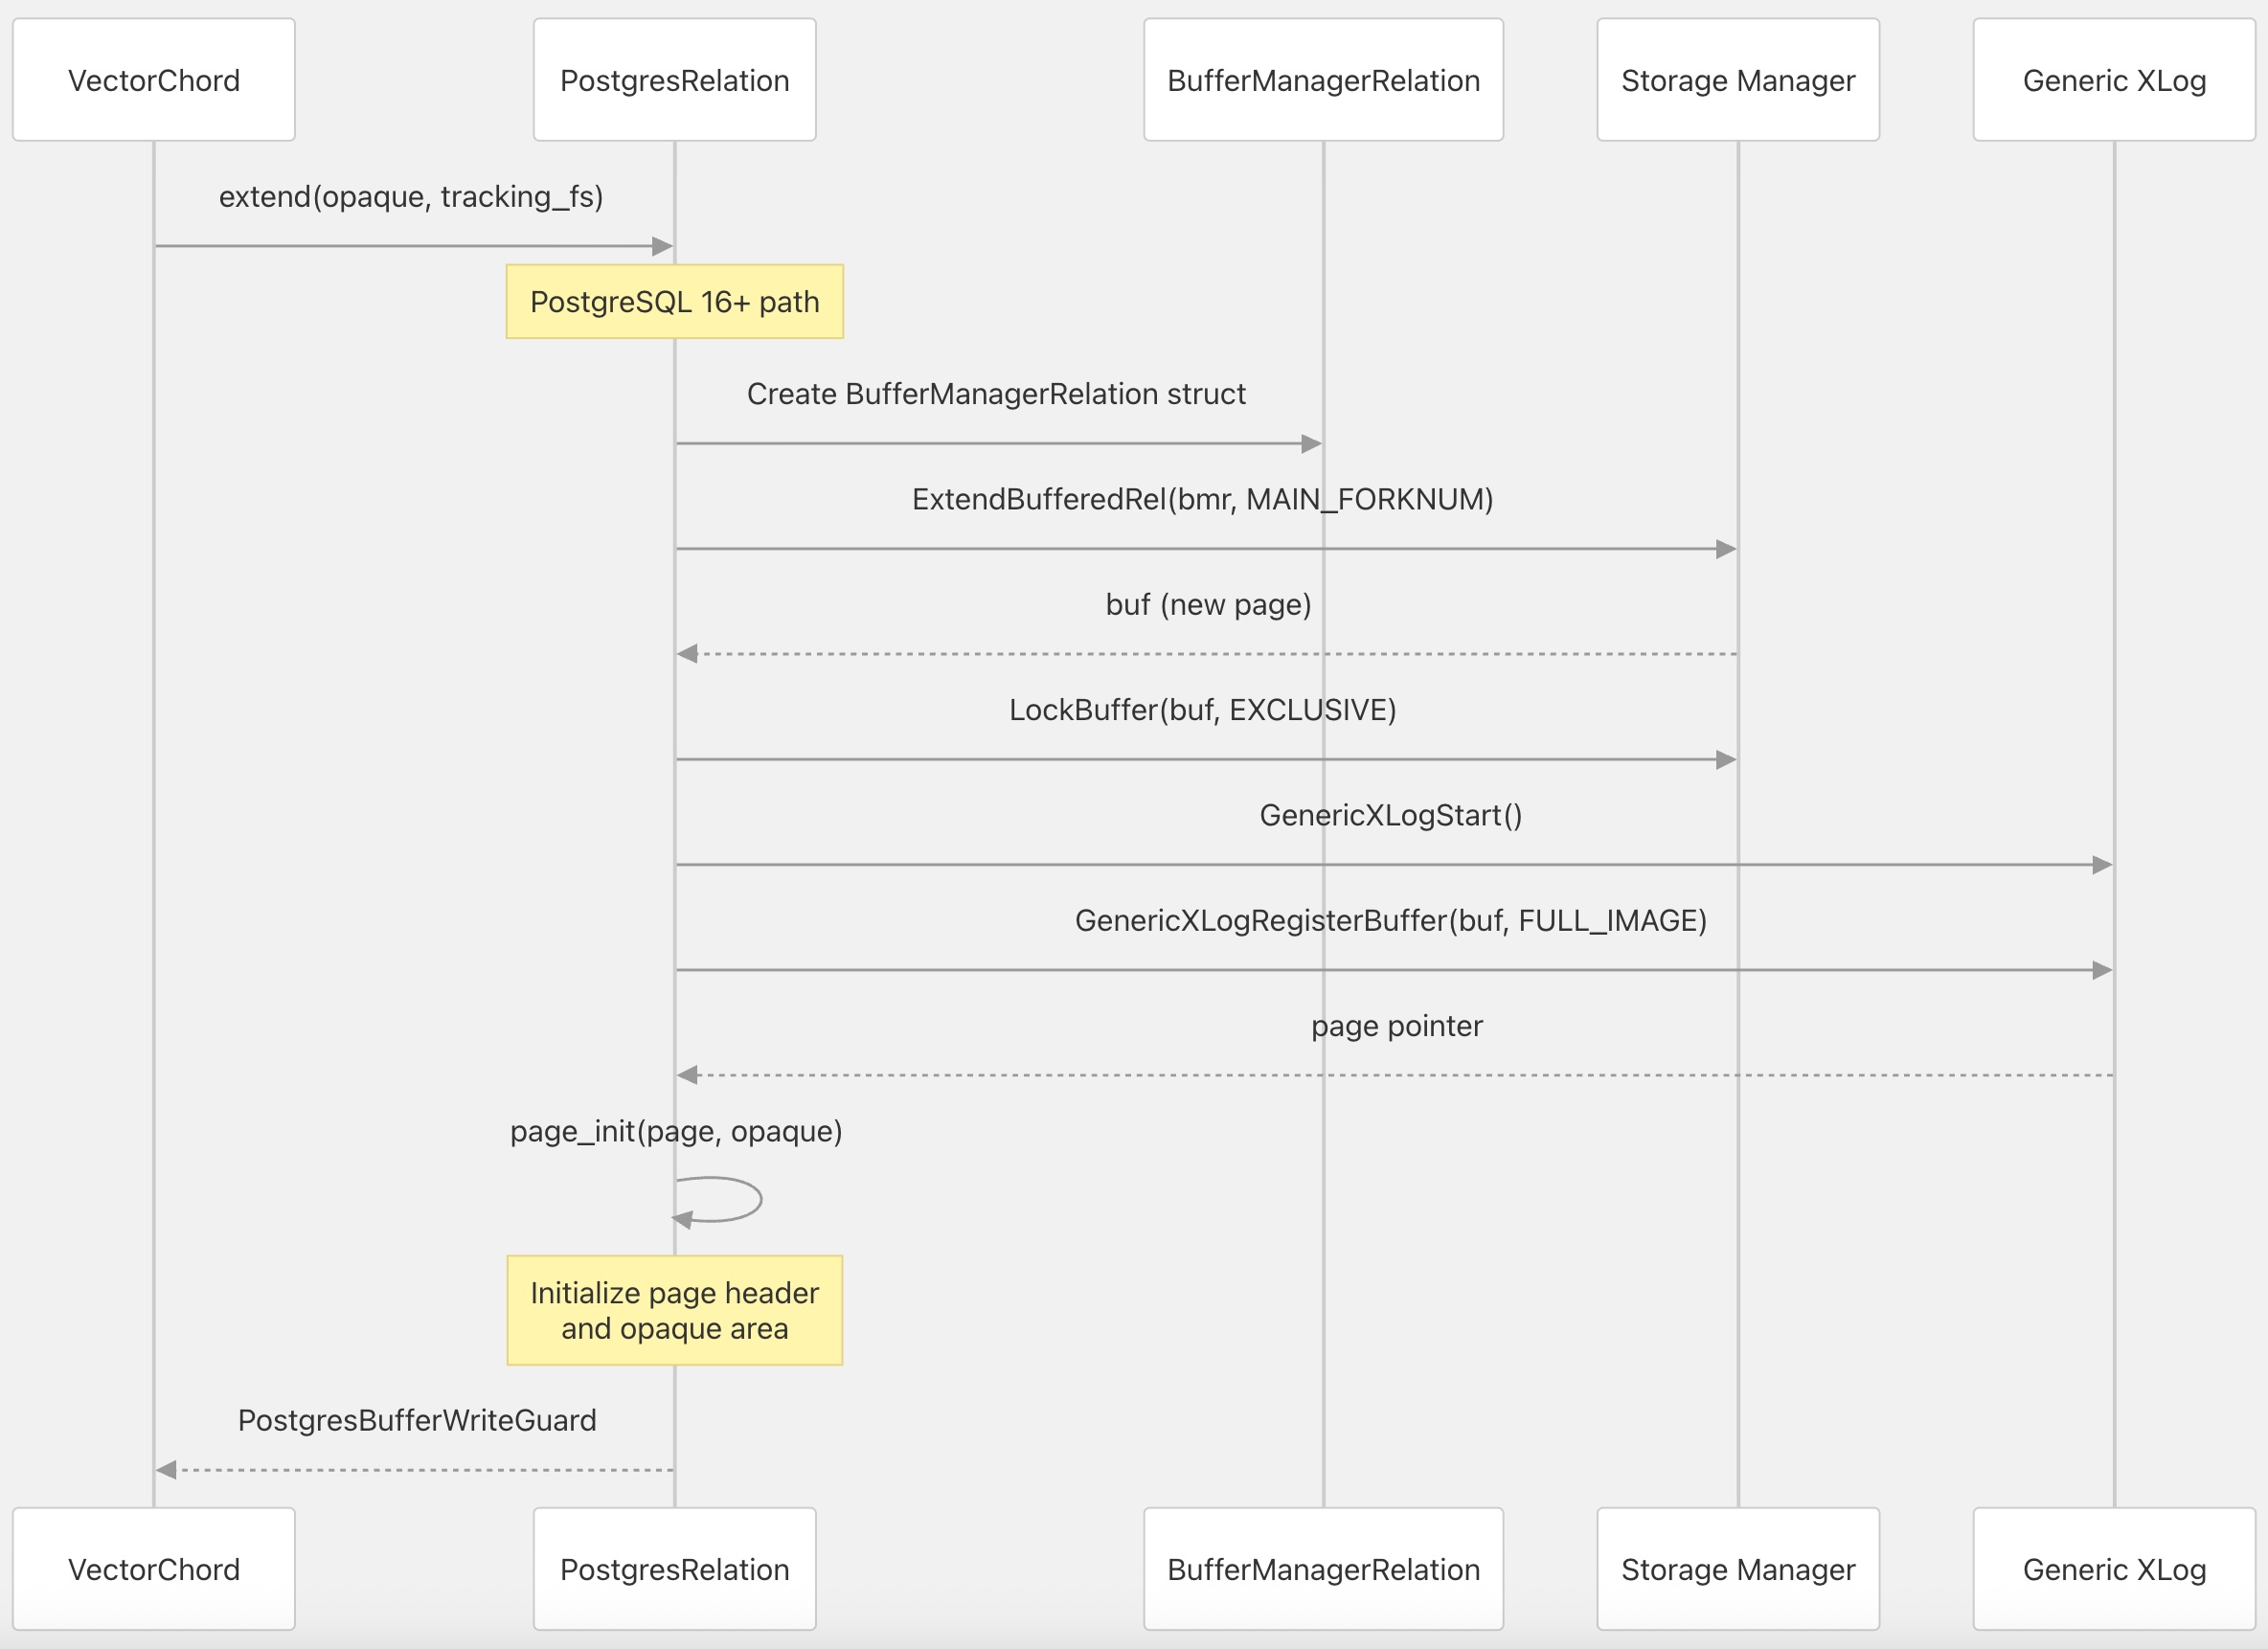 VectorChord
PostgresRelation
BufferManagerRelation
Storage Manager
Generic XLog
extend(opaque, tracking_fs)
PostgreSQL 16+ path
Create BufferManagerRelation struct
ExtendBufferedRel(bmr, MAIN_FORKNUM)
buf (new page)
LockBuffer(buf, EXCLUSIVE)
GenericXLogStart()
GenericXLogRegisterBuffer(buf, FULL_IMAGE)
page pointer
page_init(page, opaque)
Initialize page header
and opaque area
PostgresBufferWriteGuard
VectorChord
PostgresRelation
BufferManagerRelation
Storage Manager
Generic XLog